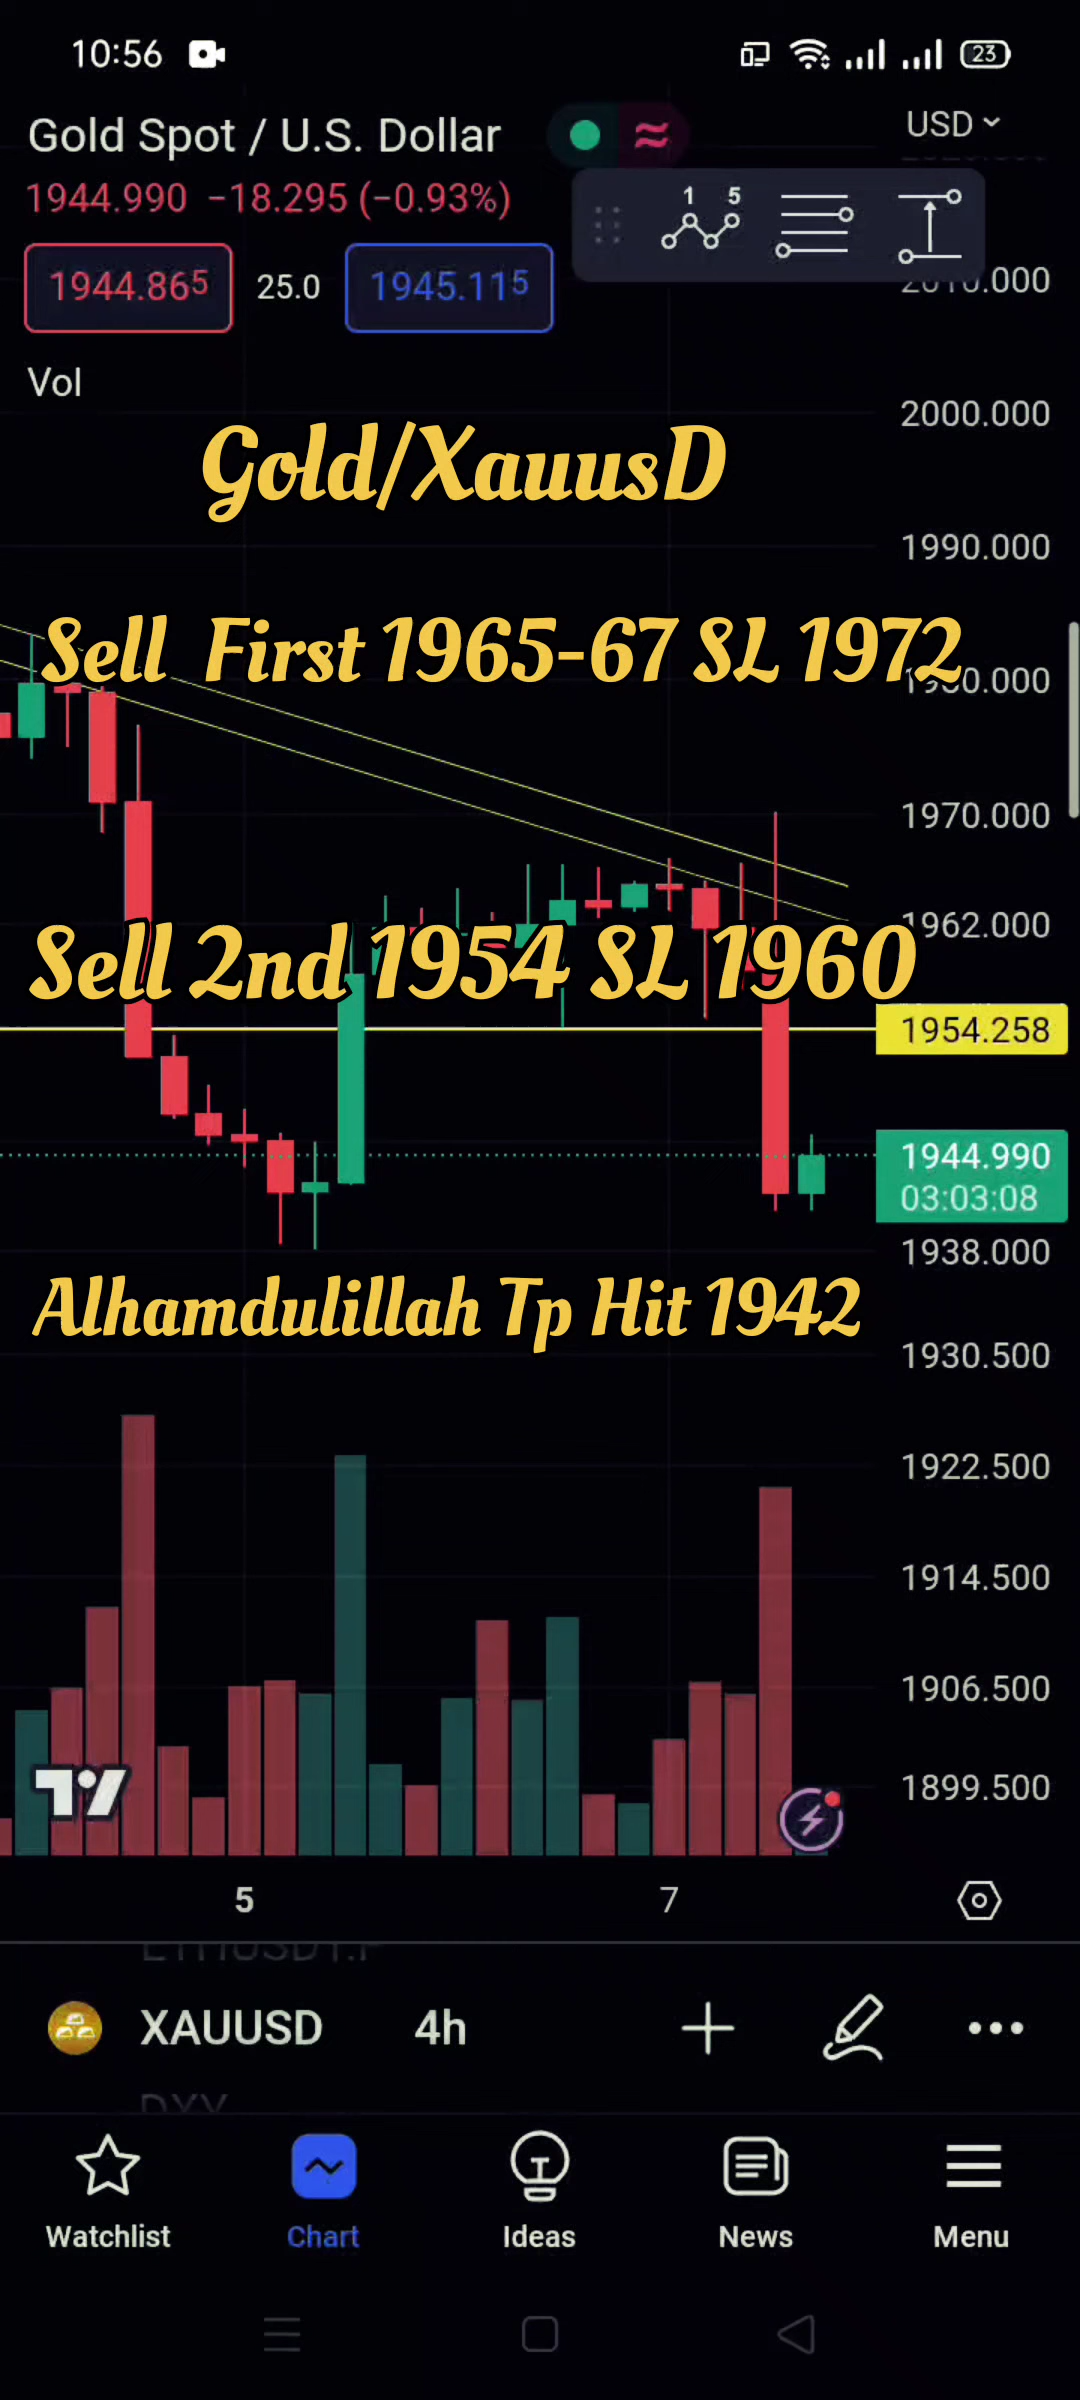 10:56
23
Gold Spot / U.S. Dollar
USD
1944.990 −18.295 (−0.93%)
1 5
1944.865 25.0 1945.115
Vol
2000.000
Gold/XauusD
1990.000
Sell First 1965-67 SL 1972
1970.000
1962.000
Sell 2nd 1954 SL 1960
1954.258
1944.990
03:03:08
1938.000
Alhamdulillah Tp Hit 1942
1930.500
1922.500
1914.500
1906.500
1899.500
5 7
XAUUSD 4h
Watchlist Chart Ideas News Menu